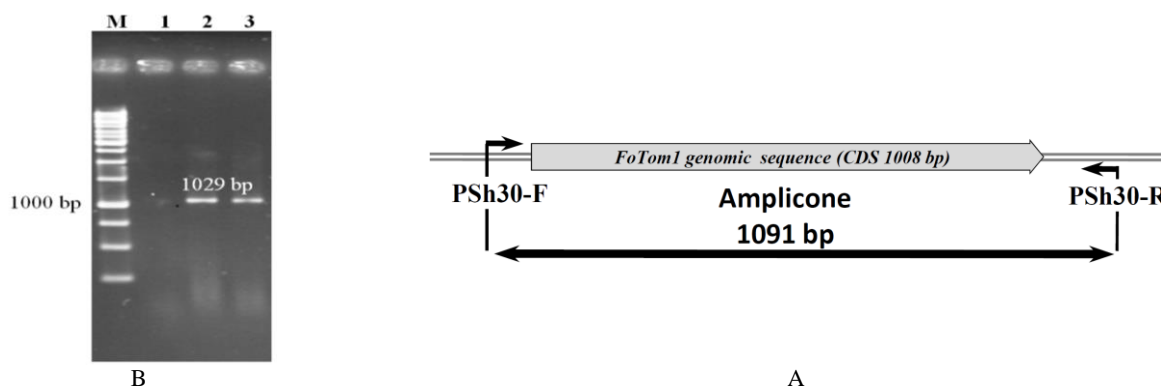 M 1 2 3
1029 bp
1000 bp
FoTom1 genomic sequence (CDS 1008 bp)
PSh30-F
PSh30-R
Amplicone
1091 bp
B
A